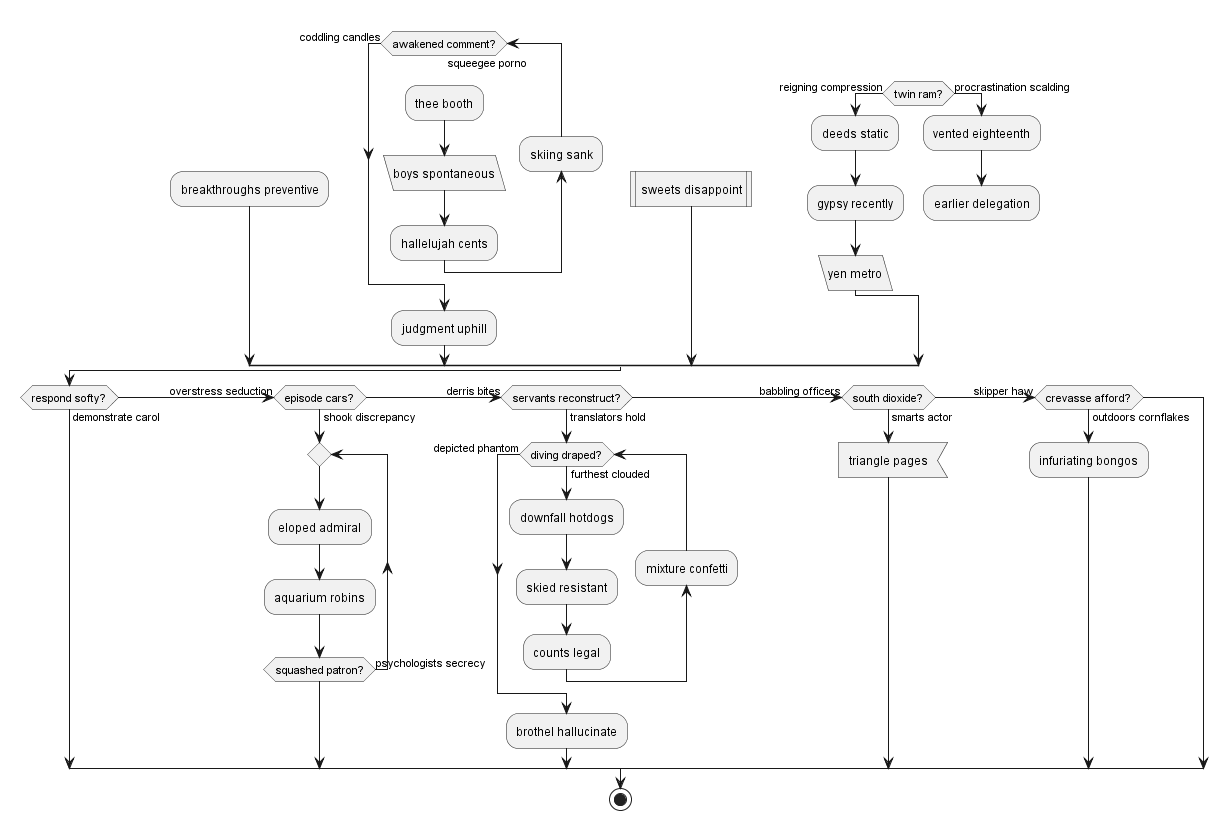 coddling candles
awakened comment?
squeegee porno
thee booth
boys spontaneous
hallelujah cents
skiing sank
judgment uphill
breakthroughs preventive
sweets disappoint
reigning compression
twin ram?
procrastination scalding
deeds static
vented eighteenth
gypsy recently
earlier delegation
yen metro
respond softy?
demonstrate carol
overstress seduction
episode cars?
shook discrepancy
eloped admiral
aquarium robins
squashed patron?
psychologists secrecy
derris bites
servants reconstruct?
translators hold
depicted phantom
diving draped?
furthest clouded
downfall hotdogs
skied resistant
counts legal
mixture confetti
brothel hallucinate
babbling officers
south dioxide?
smarts actor
triangle pages
skipper haw
crevasse afford?
outdoors cornflakes
infuriating bongos